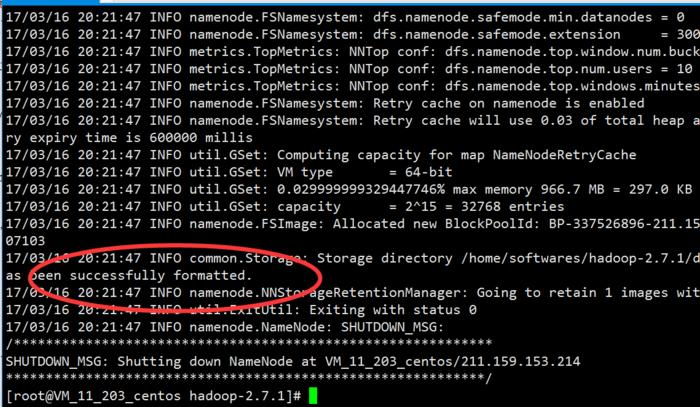 17/03/16 20:21:47 INFO namenode.FSNamesystem: dfs.namenode.safemode.min.datanodes = 0
17/03/16 20:21:47 INFO namenode.FSNamesystem: dfs.namenode.safemode.extension     = 300
17/03/16 20:21:47 INFO metrics.TopMetrics: NNTop conf: dfs.namenode.top.window.num.buck
17/03/16 20:21:47 INFO metrics.TopMetrics: NNTop conf: dfs.namenode.top.num.users = 10
17/03/16 20:21:47 INFO metrics.TopMetrics: NNTop conf: dfs.namenode.top.windows.minutes
17/03/16 20:21:47 INFO namenode.FSNamesystem: Retry cache on namenode is enabled
17/03/16 20:21:47 INFO namenode.FSNamesystem: Retry cache will use 0.03 of total heap a
ry expiry time is 600000 millis
17/03/16 20:21:47 INFO util.GSet: Computing capacity for map NameNodeRetryCache
17/03/16 20:21:47 INFO util.GSet: VM type       = 64-bit
17/03/16 20:21:47 INFO util.GSet: 0.029999999329447746% max memory 966.7 MB = 297.0 KB
17/03/16 20:21:47 INFO util.GSet: capacity      = 2^15 = 32768 entries
17/03/16 20:21:47 INFO namenode.FSImage: Allocated new BlockPoolId: BP-337526896-211.15
07103
17/03/16 20:21:47 INFO common.Storage: Storage directory /home/softwares/hadoop-2.7.1/d
as been successfully formatted.
17/03/16 20:21:47 INFO namenode.NNStorageRetentionManager: Going to retain 1 images wit
17/03/16 20:21:47 INFO util.ExitUtil: Exiting with status 0
17/03/16 20:21:47 INFO namenode.NameNode: SHUTDOWN_MSG:
/************************************************************
SHUTDOWN_MSG: Shutting down NameNode at VM_11_203_centos/211.159.153.214
************************************************************/
[root@VM_11_203_centos hadoop-2.7.1]#